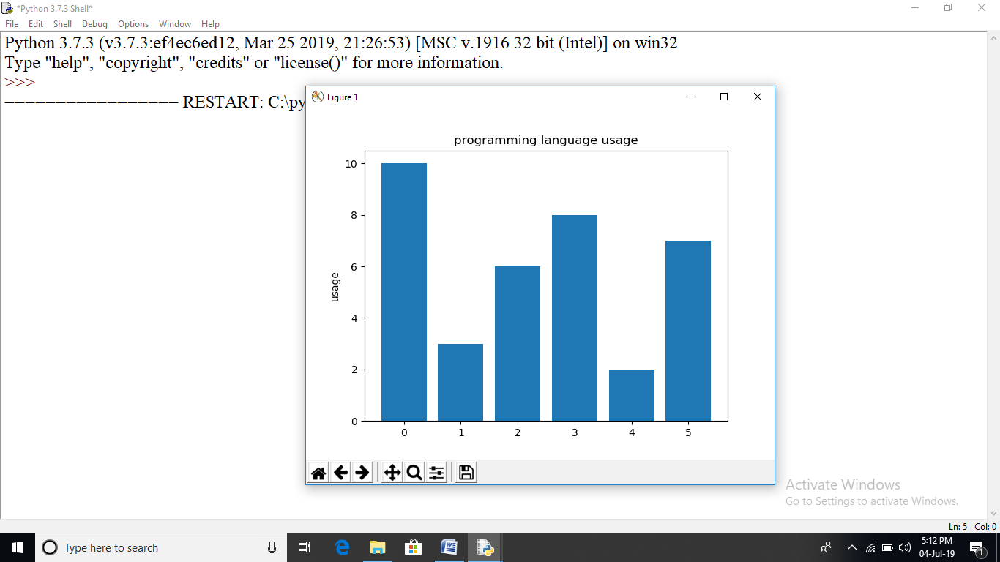 *Python 3.7.3 Shell*
File Edit Shell Debug Options Window Help
Python 3.7.3 (v3.7.3:ef4ec6ed12, Mar 25 2019, 21:26:53) [MSC v.1916 32 bit (Intel)] on win32
Type "help", "copyright", "credits" or "license()" for more information.
>>>
================= RESTART: C:\py
Figure 1
programming language usage
10
8
6
4
2
0
usage
0 1 2 3 4 5
Activate Windows
Go to Settings to activate Windows.
Ln: 5 Col: 0
Type here to search
5:12 PM
04-Jul-19
1